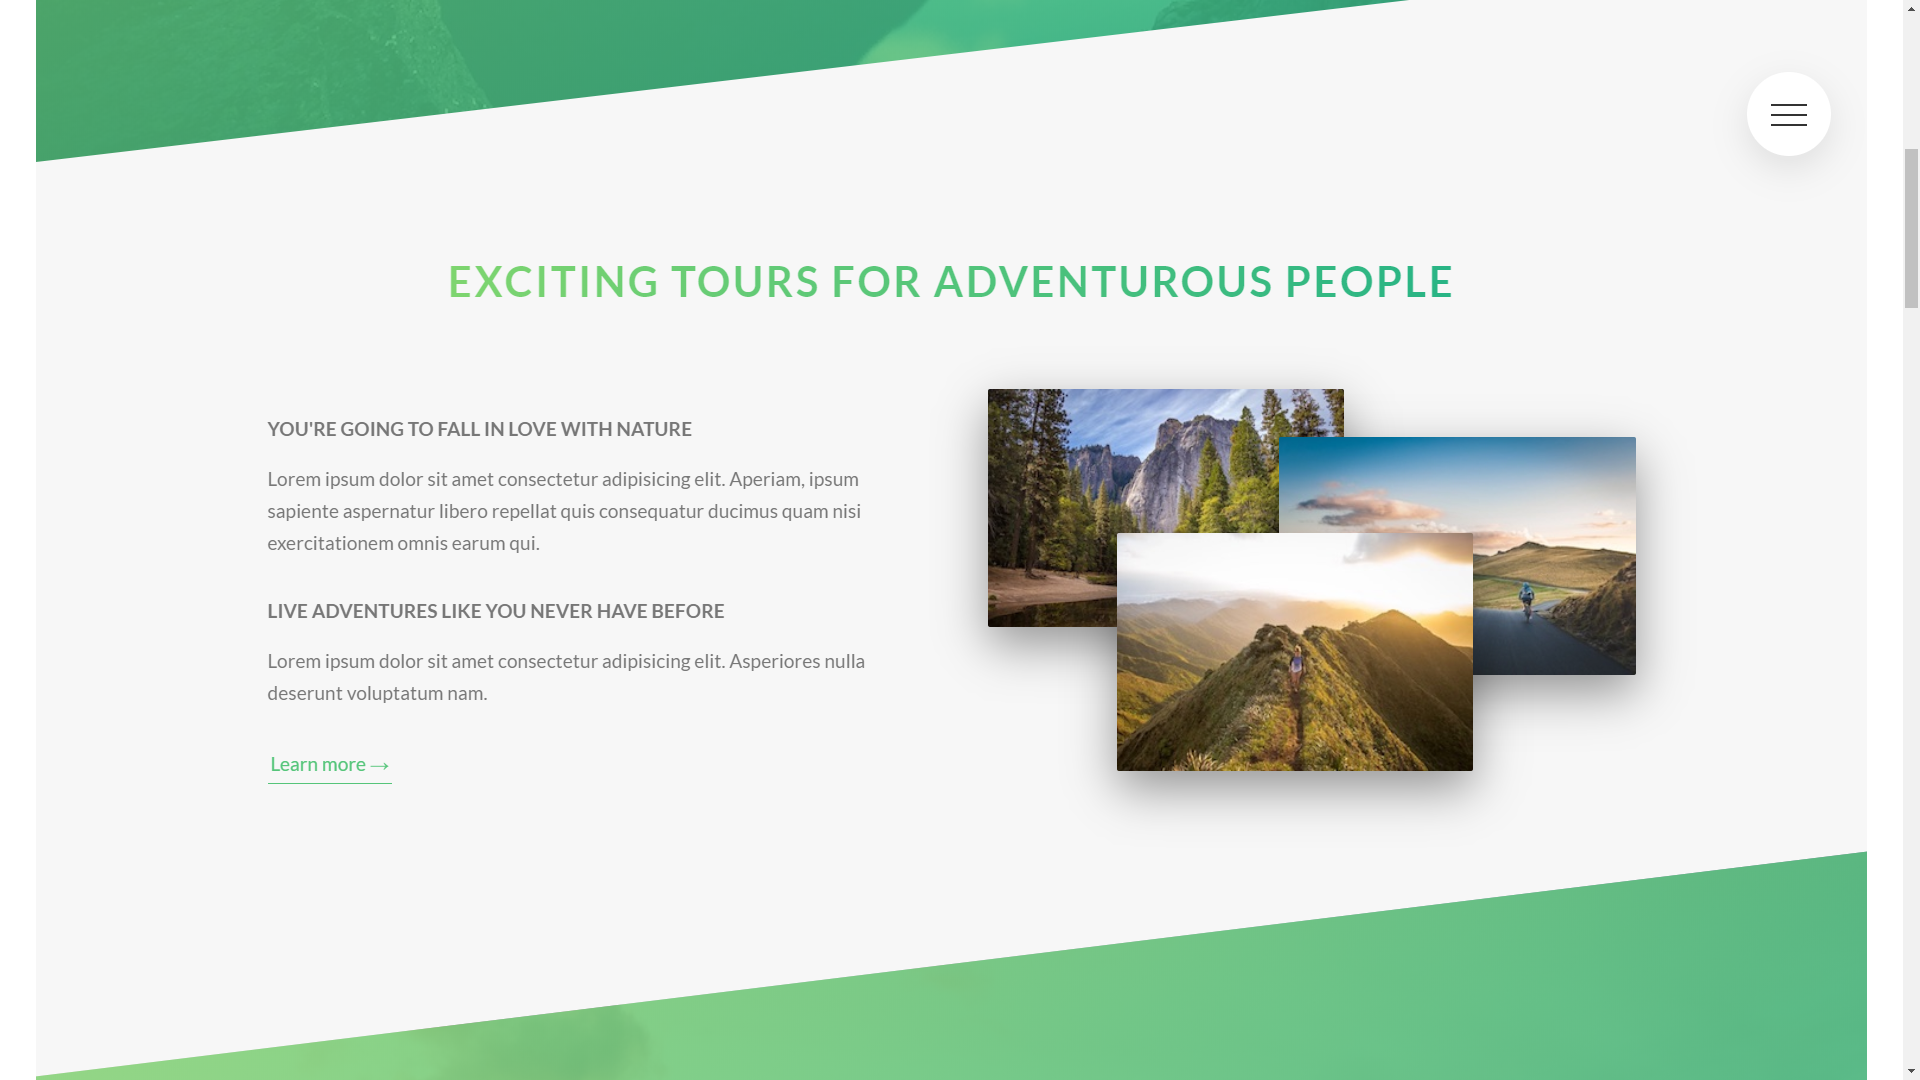 EXCITING TOURS FOR ADVENTUROUS PEOPLE
YOU'RE GOING TO FALL IN LOVE WITH NATURE
Lorem ipsum dolor sit amet consectetur adipisicing elit. Aperiam, ipsum
sapiente aspernatur libero repellat quis consequatur ducimus quam nisi
exercitationem omnis earum qui.
LIVE ADVENTURES LIKE YOU NEVER HAVE BEFORE
Lorem ipsum dolor sit amet consectetur adipisicing elit. Asperiores nulla
deserunt voluptatum nam.
Learn more →